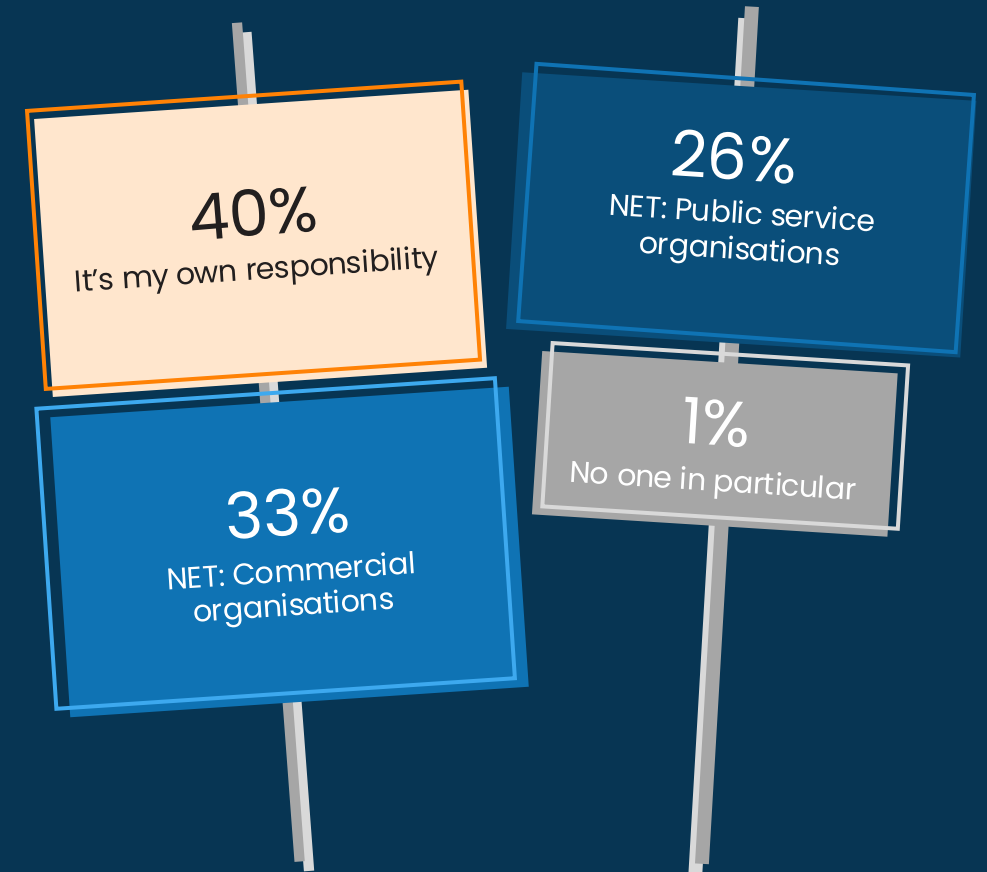 40%
It’s my own responsibility
33%
NET: Commercial
organisations
26%
NET: Public service
organisations
1%
No one in particular